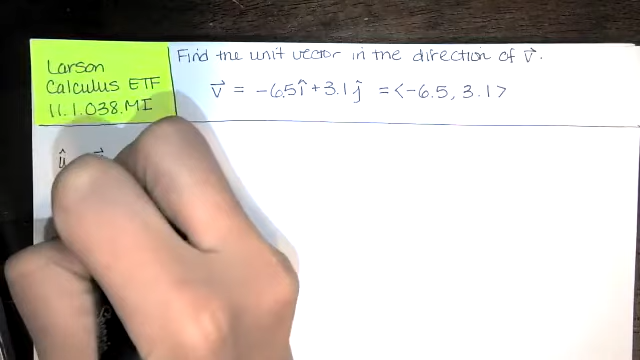 Larson
Calculus ETF
11.1.038.MI
Find the unit vector in the direction of v⃗.
v⃗ = -6.5î + 3.1ĵ = <-6.5, 3.1>
û